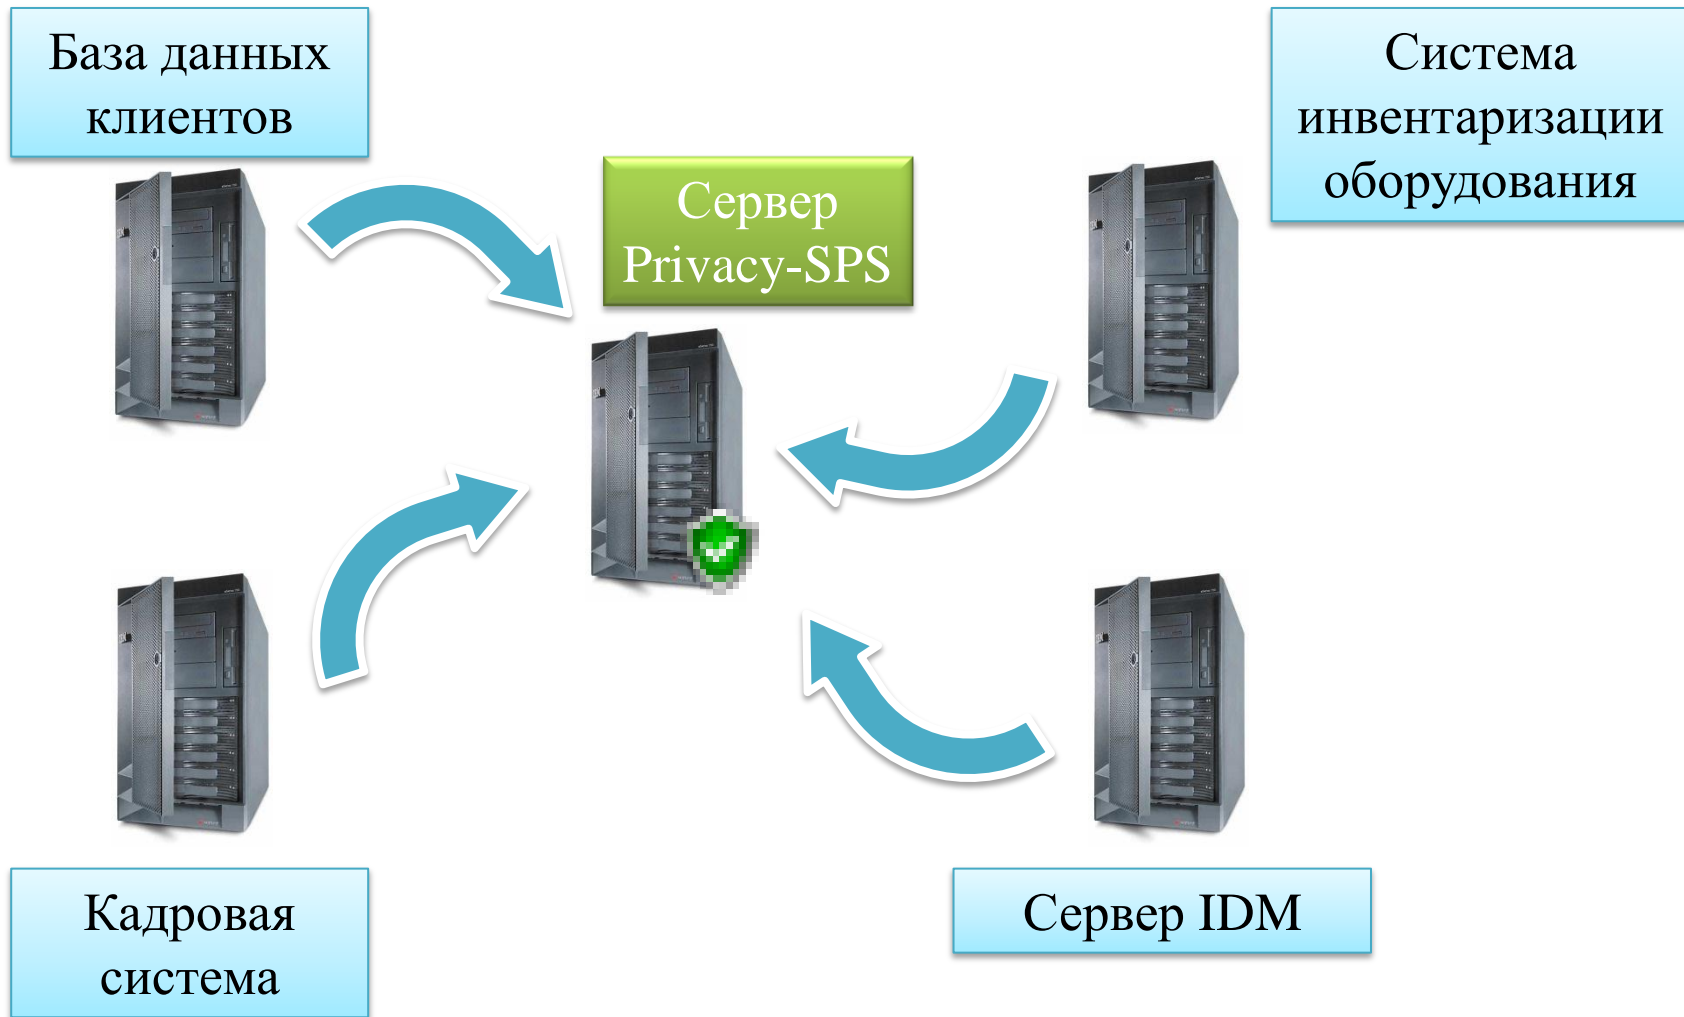 База данных
клиентов
Система
инвентаризации
оборудования
Сервер
Privacy-SPS
Кадровая
система
Сервер IDM